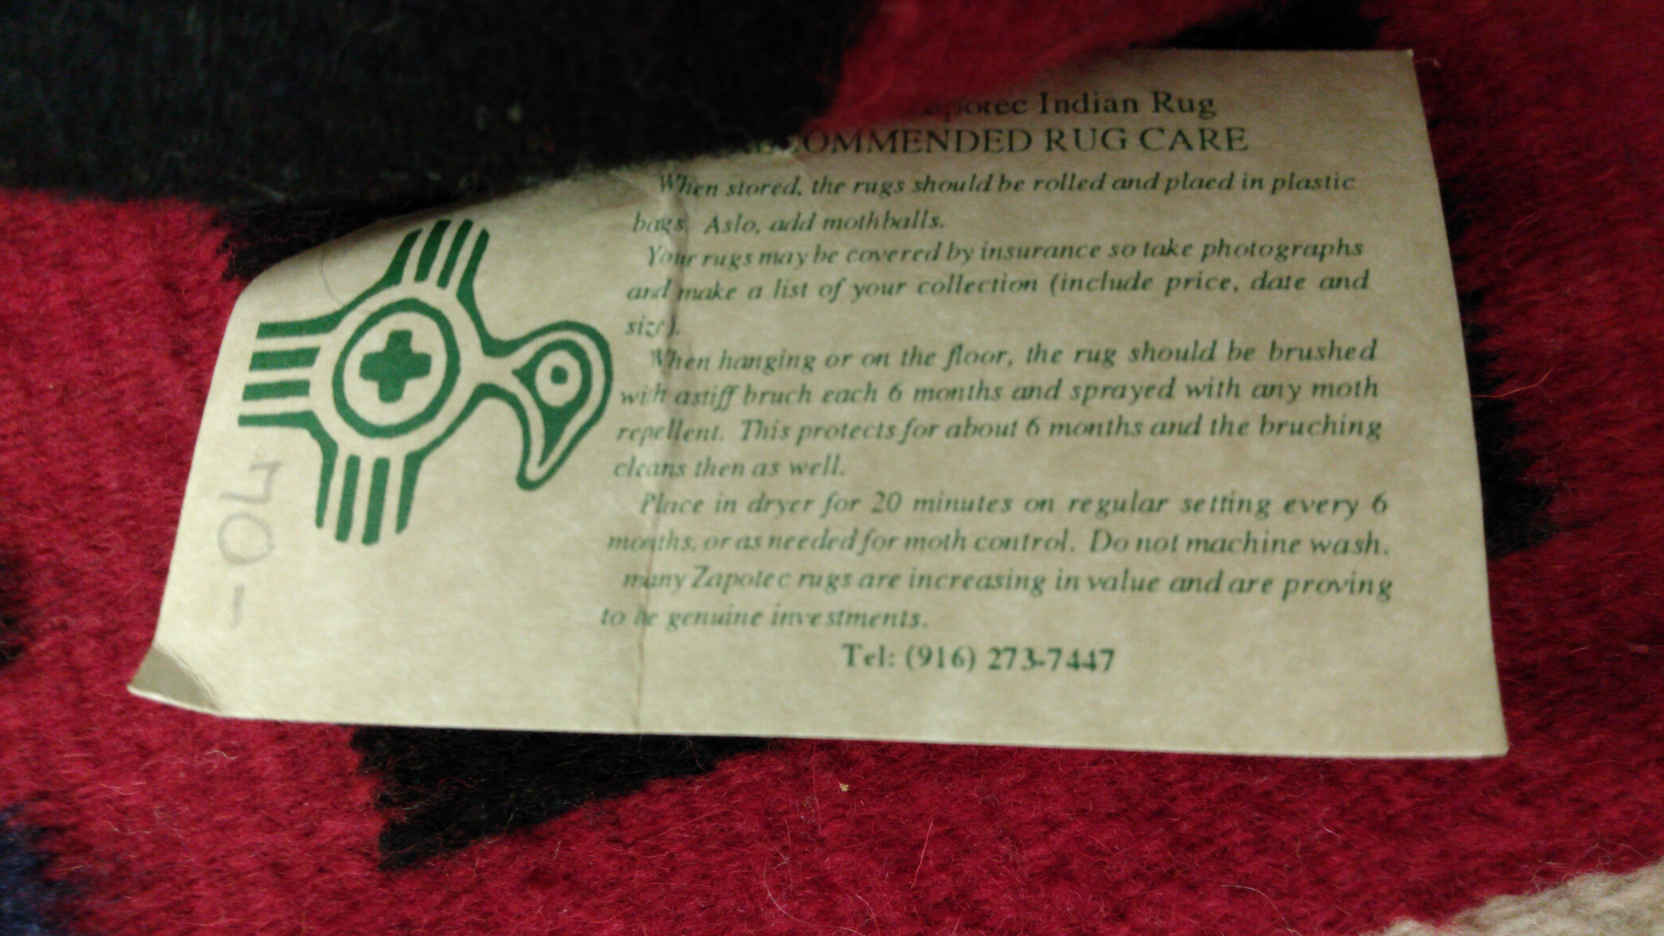 Zapotec Indian Rug
RECOMMENDED RUG CARE
When stored, the rugs should be rolled and plaed in plastic
bags. Aslo, add mothballs.
Your rugs may be covered by insurance so take photographs
and make a list of your collection (include price, date and
size).
When hanging or on the floor, the rug should be brushed
with a stiff bruch each 6 months and sprayed with any moth
repellent. This protects for about 6 months and the bruching
cleans then as well.
Place in dryer for 20 minutes on regular setting every 6
months, or as needed for moth control. Do not machine wash.
many Zapotec rugs are increasing in value and are proving
to be genuine investments.
Tel: (916) 273-7447